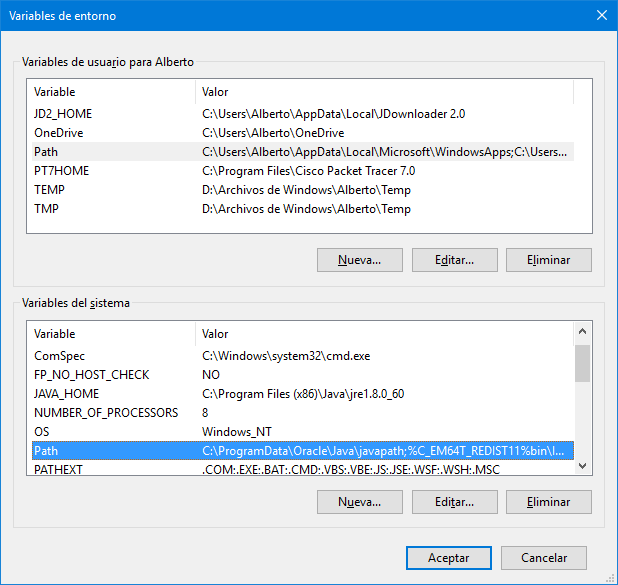 Variables de entorno
Variables de usuario para Alberto
Variable Valor
JD2_HOME C:\Users\Alberto\AppData\Local\JDownloader 2.0
OneDrive C:\Users\Alberto\OneDrive
Path C:\Users\Alberto\AppData\Local\Microsoft\WindowsApps;C:\Users...
PT7HOME C:\Program Files\Cisco Packet Tracer 7.0
TEMP D:\Archivos de Windows\Alberto\Temp
TMP D:\Archivos de Windows\Alberto\Temp
Nueva... Editar... Eliminar
Variables del sistema
Variable Valor
ComSpec C:\Windows\system32\cmd.exe
FP_NO_HOST_CHECK NO
JAVA_HOME C:\Program Files (x86)\Java\jre1.8.0_60
NUMBER_OF_PROCESSORS 8
OS Windows_NT
Path C:\ProgramData\Oracle\Java\javapath;%C_EM64T_REDIST11%bin\I...
PATHEXT .COM;.EXE;.BAT;.CMD;.VBS;.VBE;.JS;.JSE;.WSF;.WSH;.MSC
Nueva... Editar... Eliminar
Aceptar Cancelar